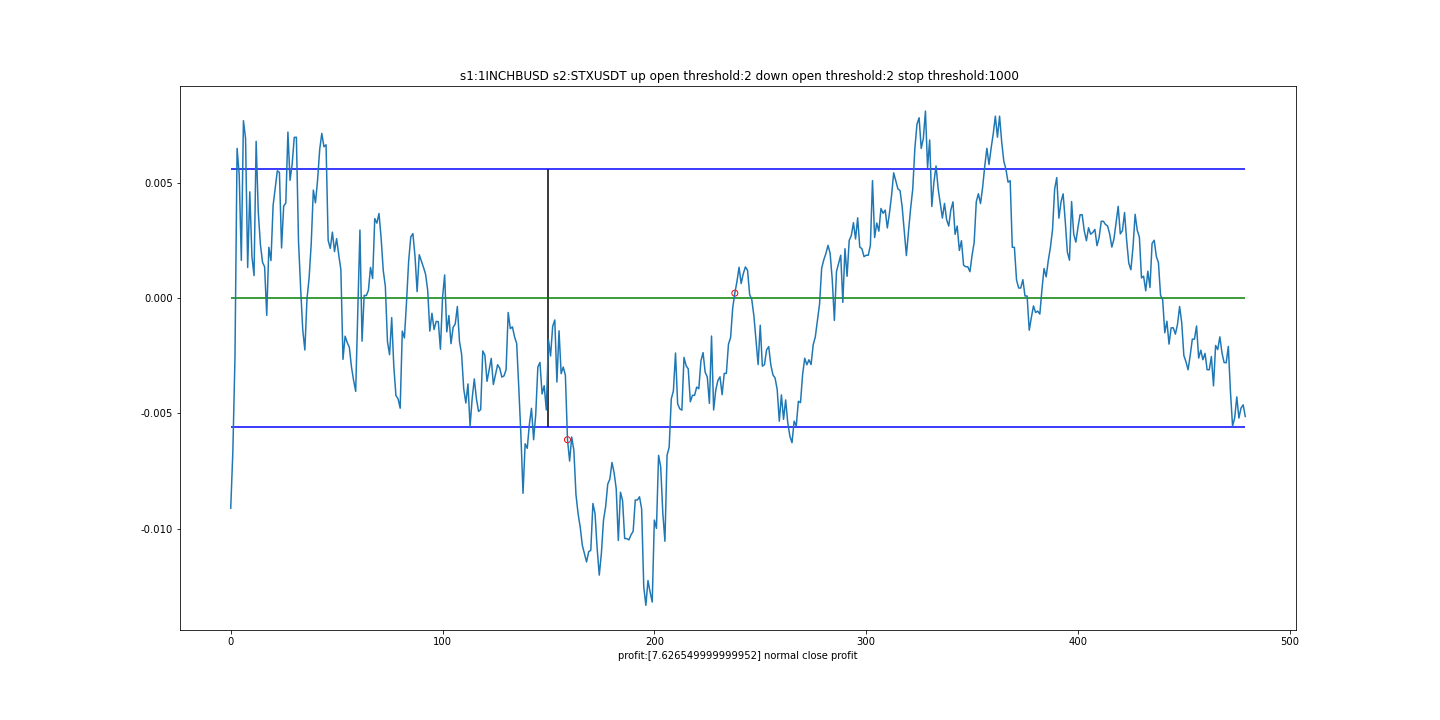 s1:1INCHBUSD s2:STXUSDT up open threshold:2 down open threshold:2 stop threshold:1000
0.005
0.000
-0.005
-0.010
0 100 200 300 400 500
profit:[7.626549999999952] normal close profit